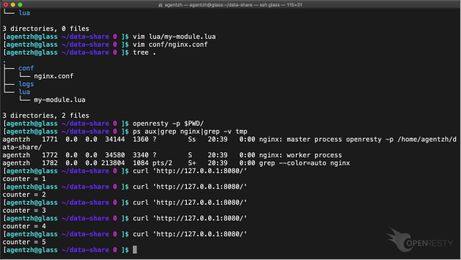 agentzh@glass:~/data-share — ssh glass — 115×31
└── lua
3 directories, 0 files
[agentzh@glass ~/data-share 0 ]$ vim lua/my-module.lua
[agentzh@glass ~/data-share 0 ]$ vim conf/nginx.conf
[agentzh@glass ~/data-share 0 ]$ tree .
.
├── conf
│   └── nginx.conf
├── logs
└── lua
    └── my-module.lua
3 directories, 2 files
[agentzh@glass ~/data-share 0 ]$ openresty -p $PWD/
[agentzh@glass ~/data-share 0 ]$ ps aux|grep nginx|grep -v tmp
agentzh   1771  0.0  0.0  34144  1360 ?        Ss   20:39   0:00 nginx: master process openresty -p /home/agentzh/d
ata-share/
agentzh   1772  0.0  0.0  34580  3340 ?        S    20:39   0:00 nginx: worker process
agentzh   1782  0.0  0.0 213804  1084 pts/2    S+   20:39   0:00 grep --color=auto nginx
[agentzh@glass ~/data-share 0 ]$ curl 'http://127.0.0.1:8080/'
counter = 1
[agentzh@glass ~/data-share 0 ]$ curl 'http://127.0.0.1:8080/'
counter = 2
[agentzh@glass ~/data-share 0 ]$ curl 'http://127.0.0.1:8080/'
counter = 3
[agentzh@glass ~/data-share 0 ]$ curl 'http://127.0.0.1:8080/'
counter = 4
[agentzh@glass ~/data-share 0 ]$ curl 'http://127.0.0.1:8080/'
counter = 5
[agentzh@glass ~/data-share 0 ]$
OPENRESTY